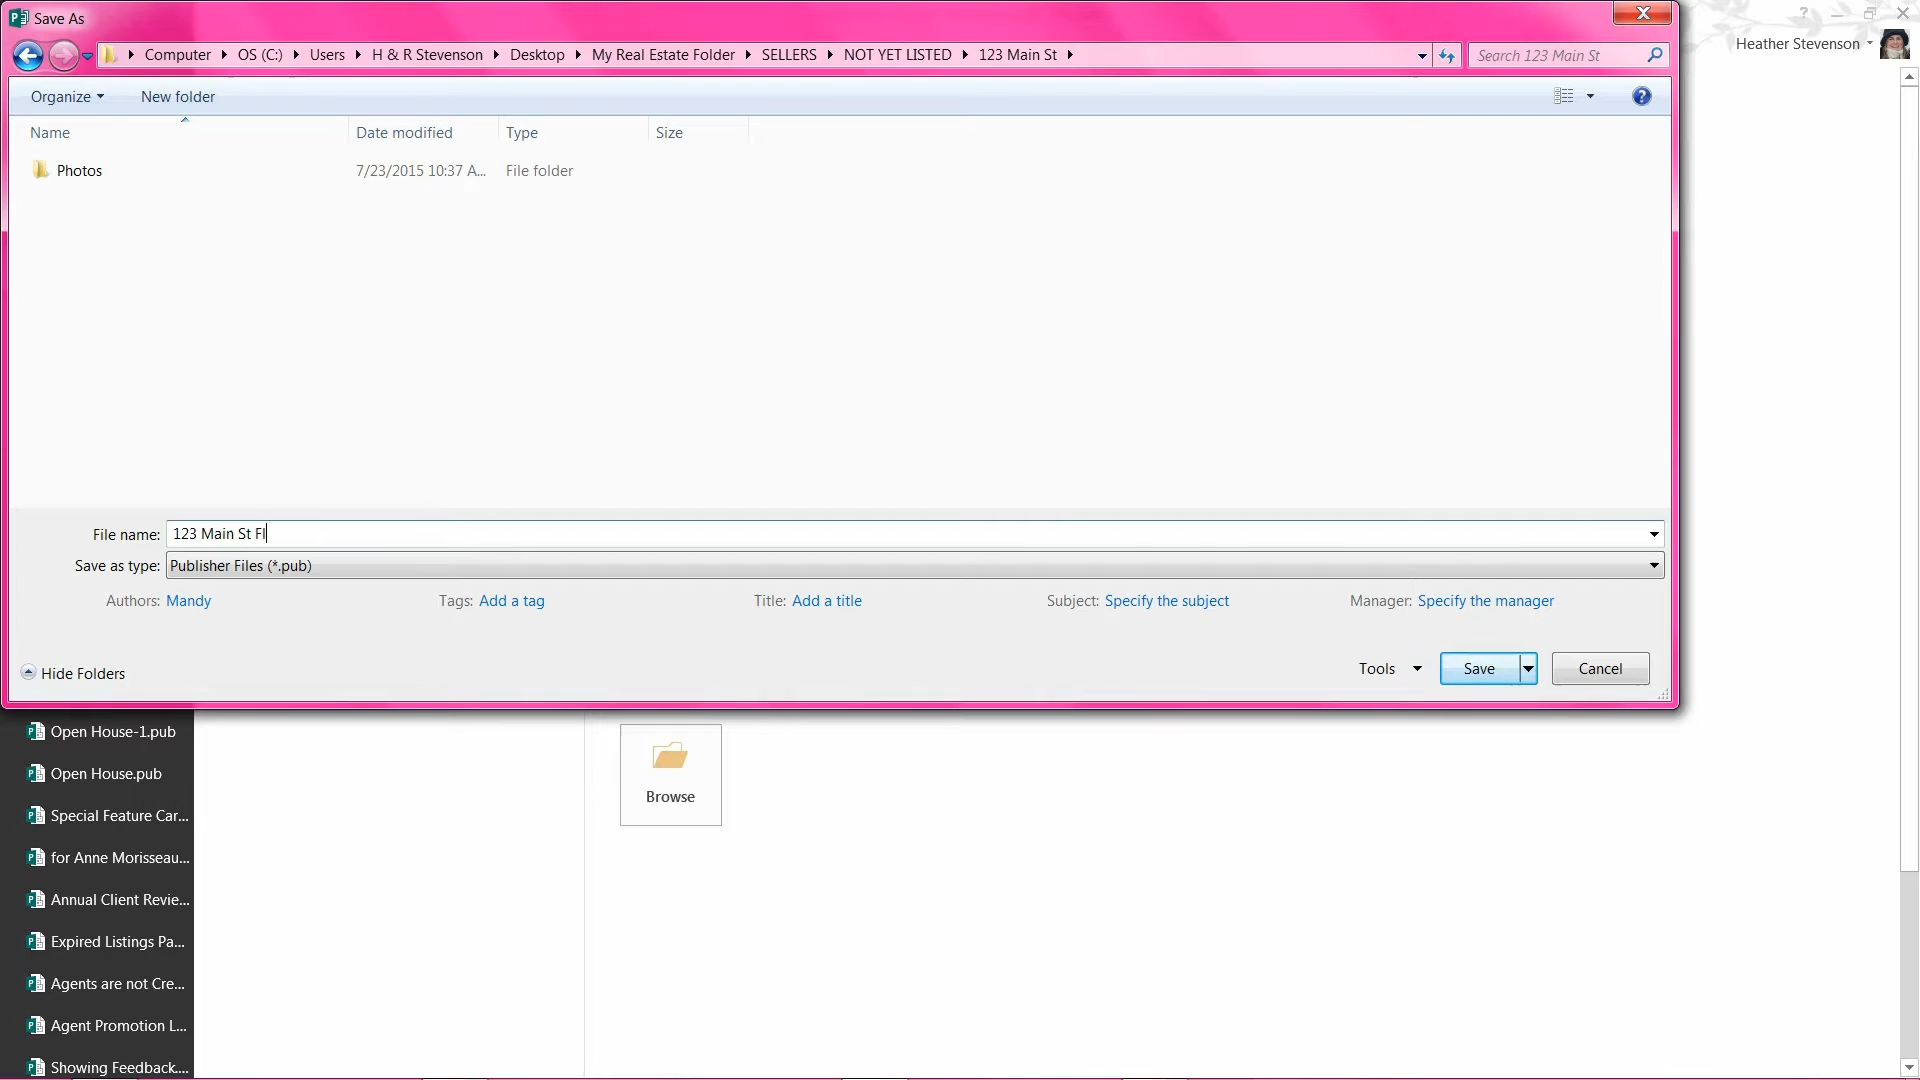 Save As
Heather Stevenson
Computer OS (C:) Users H & R Stevenson Desktop My Real Estate Folder SELLERS NOT YET LISTED 123 Main St
Search 123 Main St
Organize New folder
Name Date modified Type Size
Photos 7/23/2015 10:37 A... File folder
File name: 123 Main St Fl
Save as type: Publisher Files (*.pub)
Authors: Mandy Tags: Add a tag Title: Add a title Subject: Specify the subject Manager: Specify the manager
Hide Folders Tools Save Cancel
Open House-1.pub
Open House.pub
Browse
Special Feature Car...
for Anne Morisseau...
Annual Client Revie...
Expired Listings Pa...
Agents are not Cre...
Agent Promotion L...
Showing Feedback....